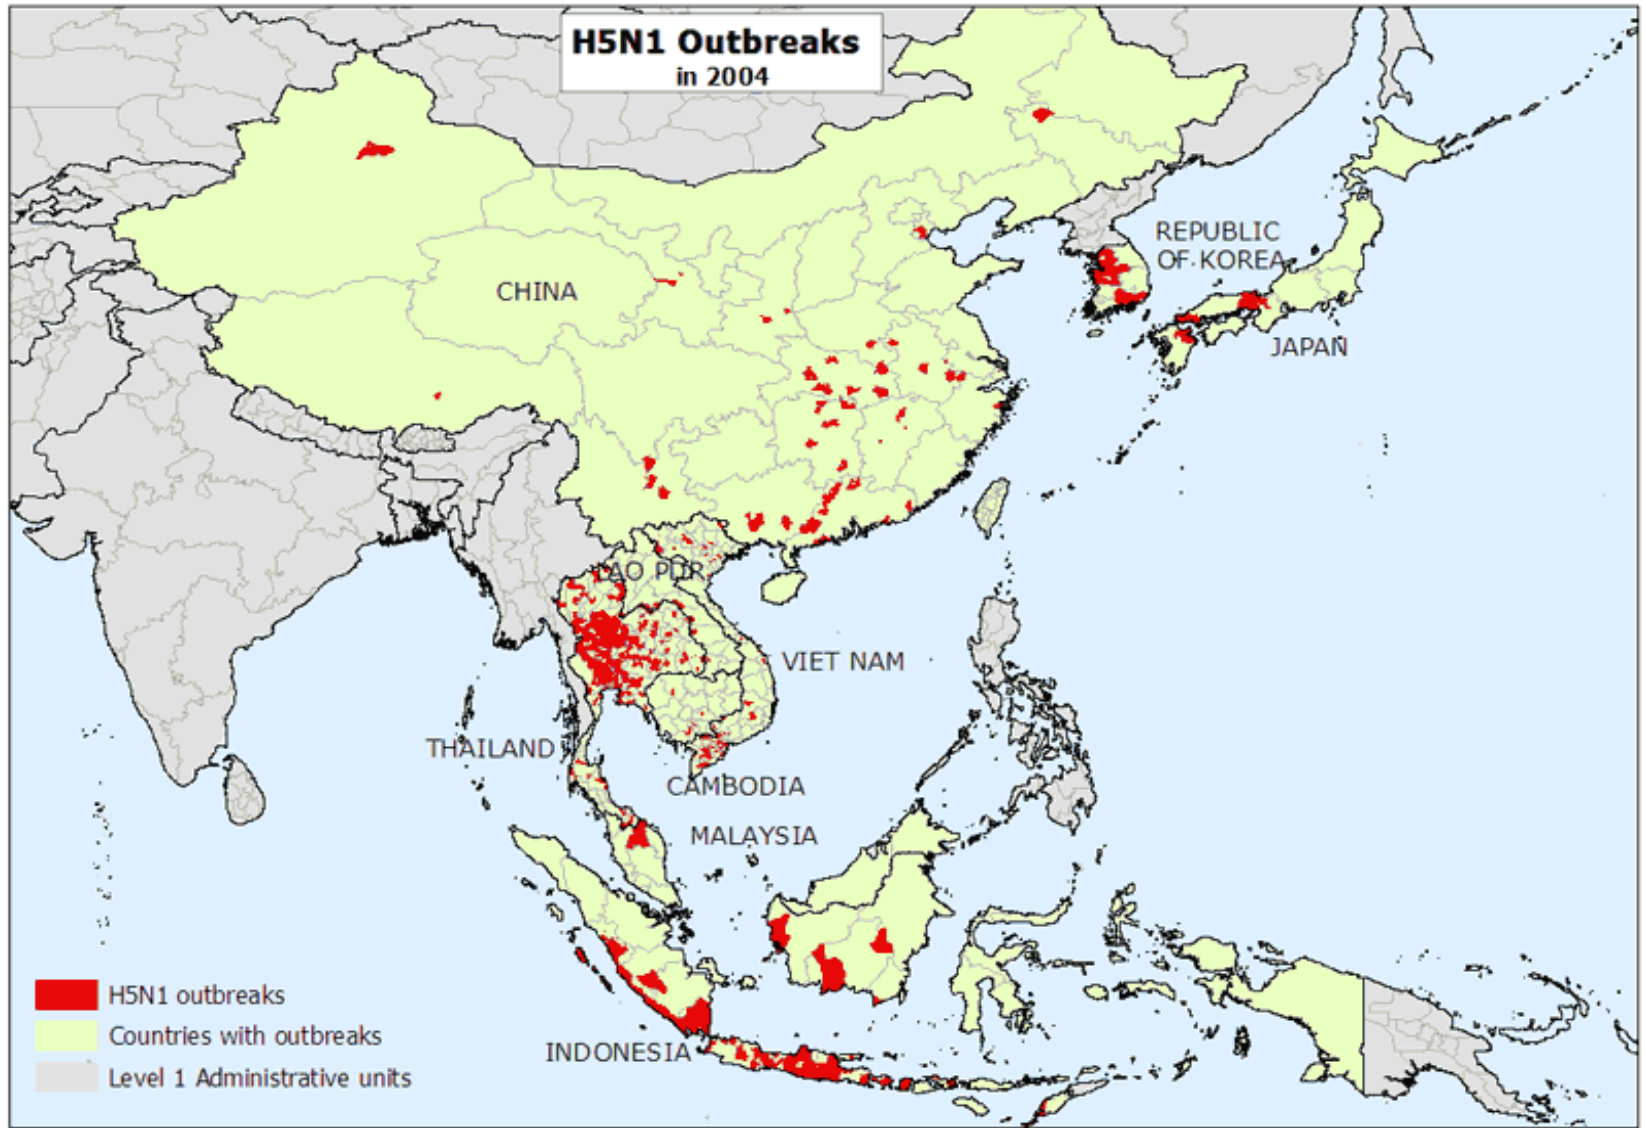 H5N1 Outbreaks
in 2004
REPUBLIC
OF KOREA
CHINA
JAPAN
LAO PDR
VIET NAM
THAILAND
CAMBODIA
MALAYSIA
INDONESIA
H5N1 outbreaks
Countries with outbreaks
Level 1 Administrative units